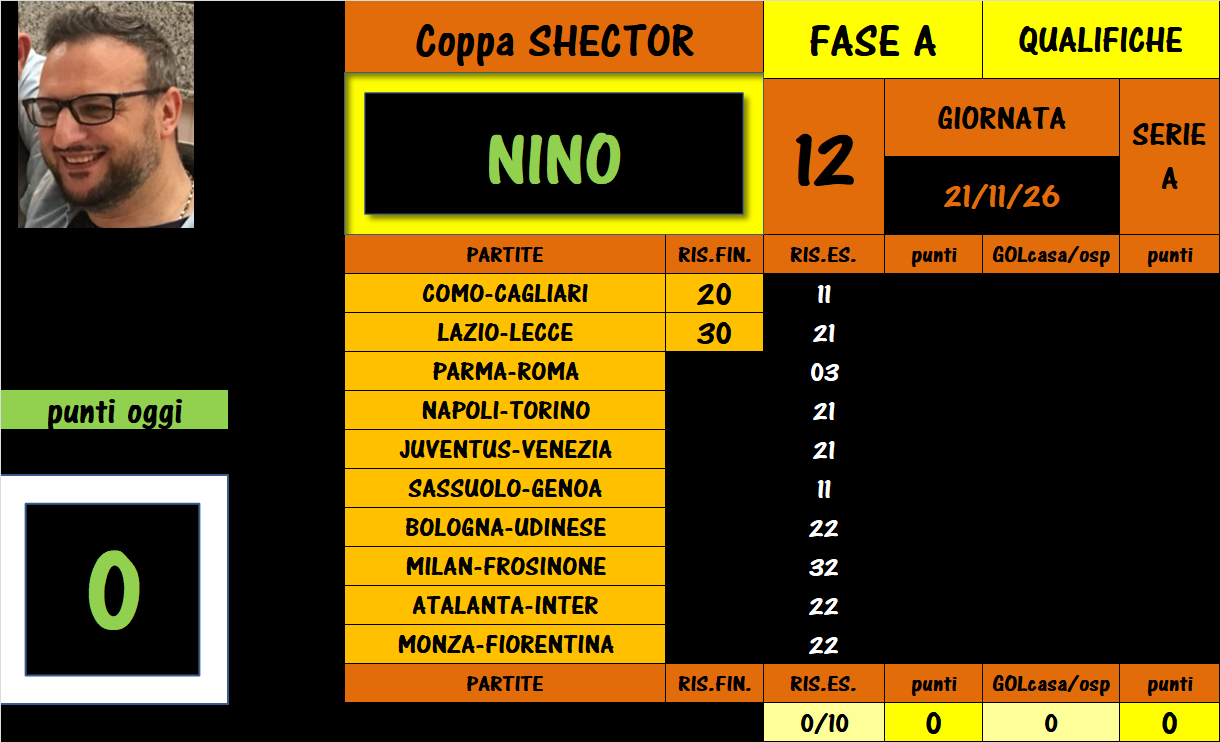 Coppa SHECTOR FASE A QUALIFICHE
NINO 12 GIORNATA SERIE A
21/11/26
PARTITE RIS.FIN. RIS.ES. punti GOLcasa/osp punti
COMO-CAGLIARI 20 11
LAZIO-LECCE 30 21
PARMA-ROMA 03
NAPOLI-TORINO 21
punti oggi
JUVENTUS-VENEZIA 21
SASSUOLO-GENOA 11
BOLOGNA-UDINESE 22
MILAN-FROSINONE 32
0
ATALANTA-INTER 22
MONZA-FIORENTINA 22
PARTITE RIS.FIN. RIS.ES. punti GOLcasa/osp punti
0/10 0 0 0